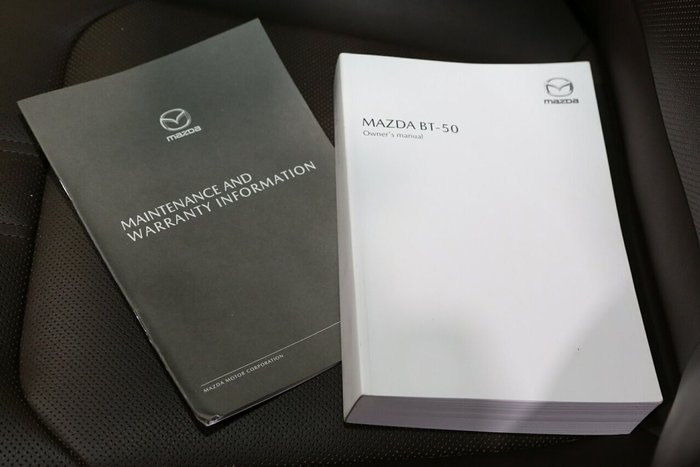 mazda
MAINTENANCE AND
WARRANTY INFORMATION
MAZDA MOTOR CORPORATION
mazda
MAZDA BT-50
Owner's manual